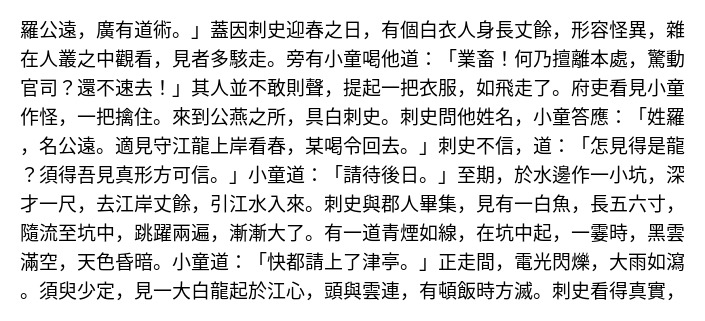 羅公遠，廣有道術。」蓋因刺史迎春之日，有個白衣人身長丈餘，形容怪異，雜
在人叢之中觀看，見者多駭走。旁有小童喝他道：「業畜！何乃擅離本處，驚動
官司？還不速去！」其人並不敢則聲，提起一把衣服，如飛走了。府吏看見小童
作怪，一把擒住。來到公燕之所，具白刺史。刺史問他姓名，小童答應：「姓羅
，名公遠。適見守江龍上岸看春，某喝令回去。」刺史不信，道：「怎見得是龍
？須得吾見真形方可信。」小童道：「請待後日。」至期，於水邊作一小坑，深
才一尺，去江岸丈餘，引江水入來。刺史與郡人畢集，見有一白魚，長五六寸，
隨流至坑中，跳躍兩遍，漸漸大了。有一道青煙如線，在坑中起，一霎時，黑雲
滿空，天色昏暗。小童道：「快都請上了津亭。」正走間，電光閃爍，大雨如瀉
。須臾少定，見一大白龍起於江心，頭與雲連，有頓飯時方滅。刺史看得真實，